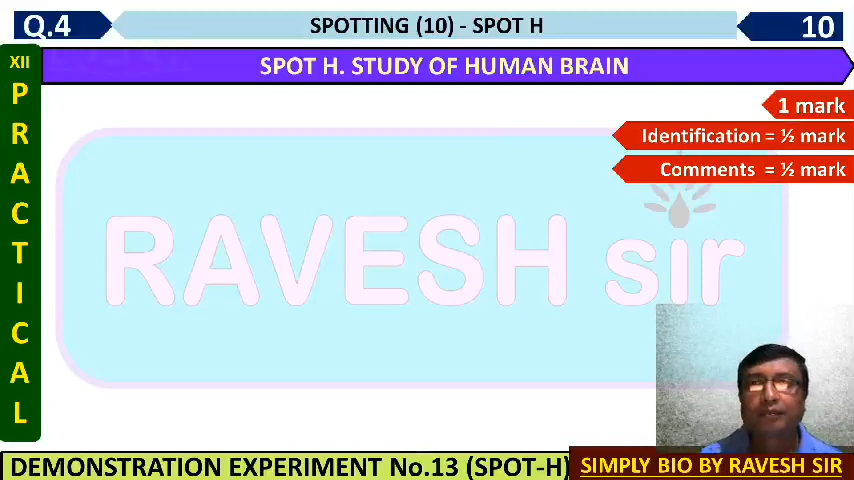 Q.4
SPOTTING (10) - SPOT H
10
XII
PRACTICAL
SPOT H. STUDY OF HUMAN BRAIN
1 mark
Identification = ½ mark
Comments = ½ mark
RAVESH sir
DEMONSTRATION EXPERIMENT No.13 (SPOT-H)
SIMPLY BIO BY RAVESH SIR